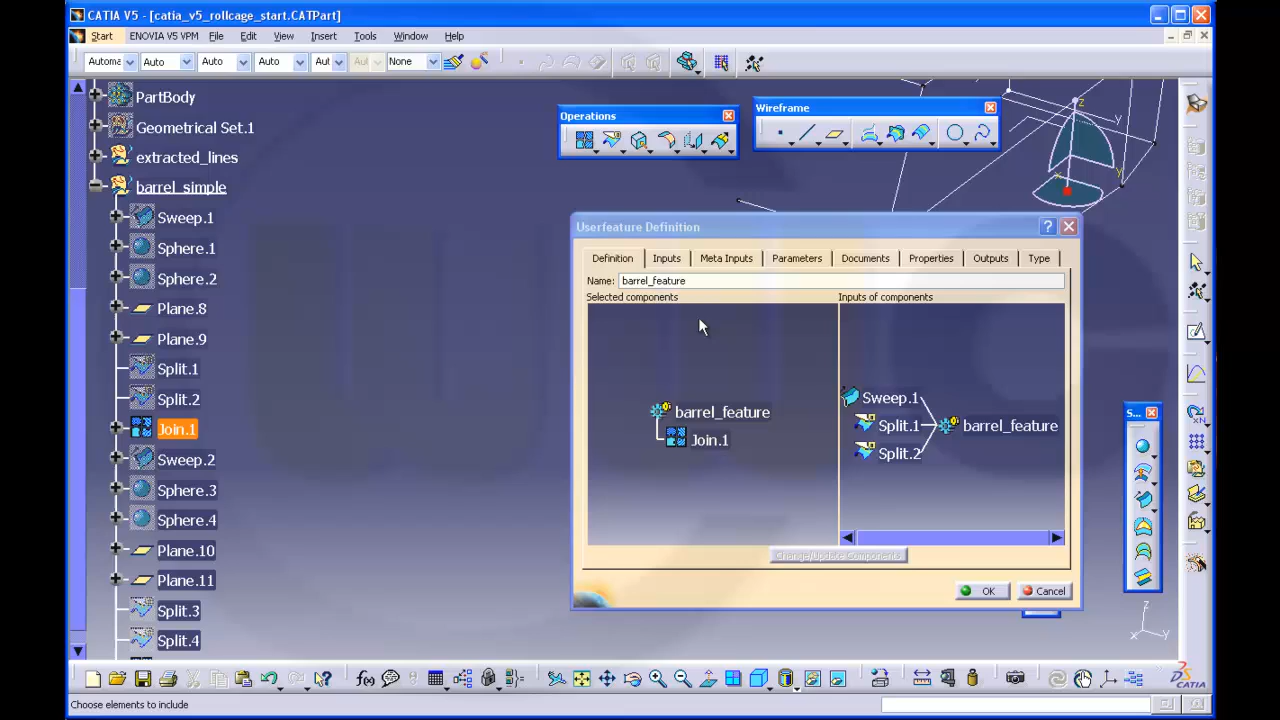 CATIA V5 - [catia_v5_rollcage_start.CATPart]
Start ENOVIA V5 VPM File Edit View Insert Tools Window Help
Automa Auto Auto Auto Aut Aut None
PartBody
Geometrical Set.1
extracted_lines
barrel_simple
Sweep.1
Sphere.1
Sphere.2
Plane.8
Plane.9
Split.1
Split.2
Join.1
Sweep.2
Sphere.3
Sphere.4
Plane.10
Plane.11
Split.3
Split.4
Operations
Wireframe
z
y
x
y
Userfeature Definition
Definition Inputs Meta Inputs Parameters Documents Properties Outputs Type
Name: barrel_feature
Selected components
Inputs of components
barrel_feature
Join.1
Sweep.1
Split.1
Split.2
barrel_feature
Change/Update Components
OK Cancel
S...
z
x
y
f(x)
CATIA
Choose elements to include